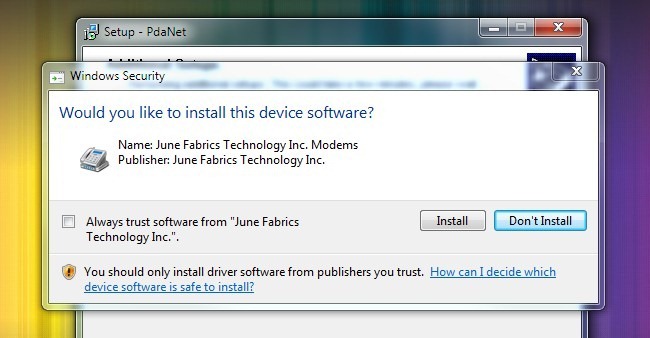 Setup - PdaNet
Windows Security
Would you like to install this device software?
Name: June Fabrics Technology Inc. Modems
Publisher: June Fabrics Technology Inc.
Always trust software from "June Fabrics
Technology Inc.".
Install
Don't Install
You should only install driver software from publishers you trust. How can I decide which
device software is safe to install?